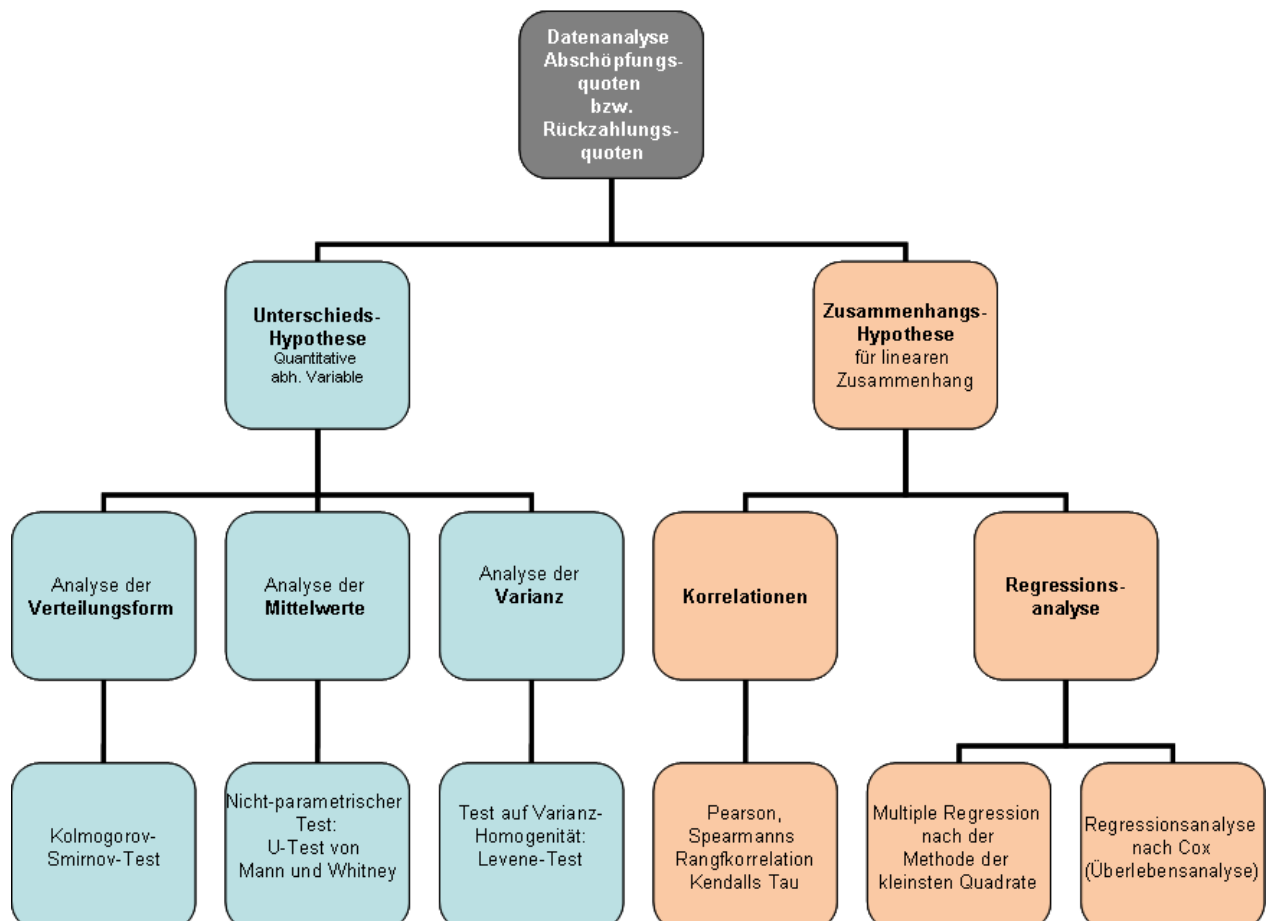 Datenanalyse
Abschöpfungs-
quoten
bzw.
Rückzahlungs-
quoten
Unterschieds-
Hypothese
Quantitative
abh. Variable
Zusammenhangs-
Hypothese
für linearen
Zusammenhang
Analyse der
Verteilungsform
Analyse der
Mittelwerte
Analyse der
Varianz
Korrelationen
Regressions-
analyse
Kolmogorov-
Smirnov-Test
Nicht-parametrischer
Test:
U-Test von
Mann und Whitney
Test auf Varianz-
Homogenität:
Levene-Test
Pearson,
Spearmanns
Rangfkorrelation
Kendalls Tau
Multiple Regression
nach der
Methode der
kleinsten Quadrate
Regressionsanalyse
nach Cox
(Überlebensanalyse)